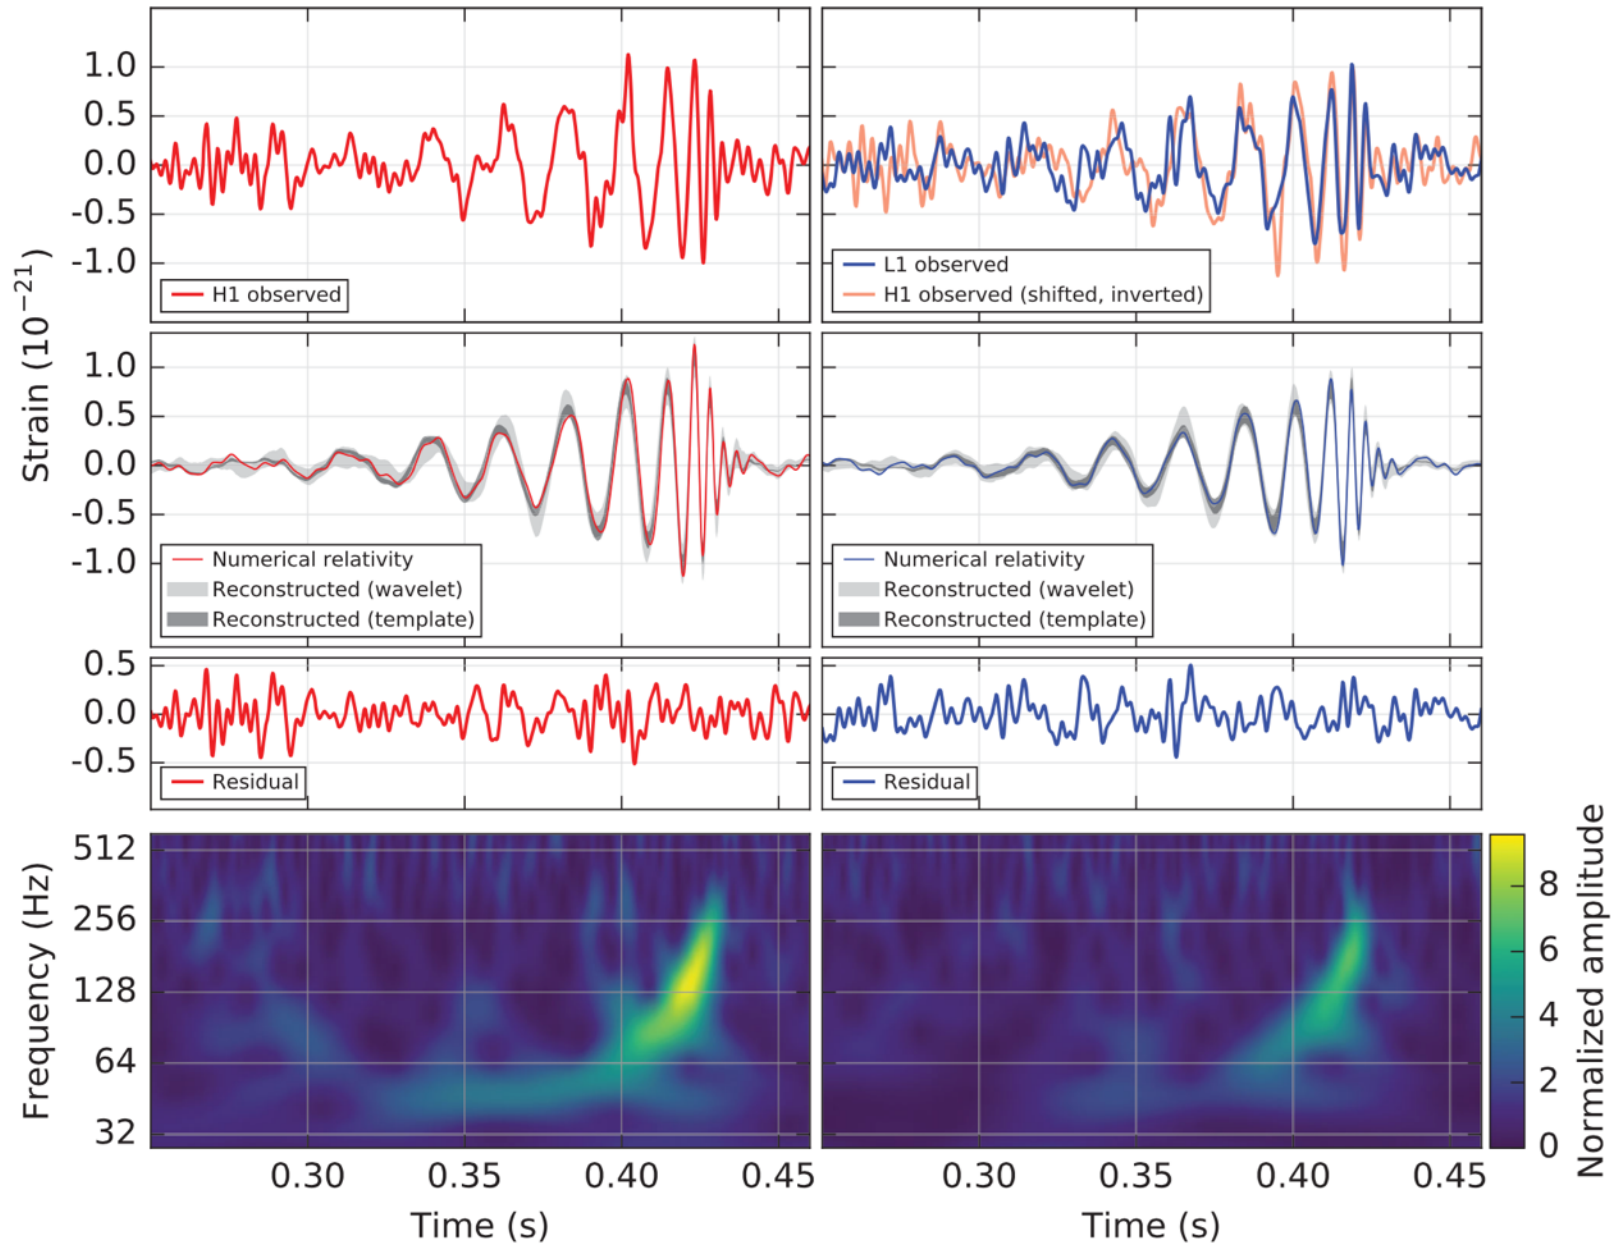 Strain (10⁻²¹)
1.0
0.5
0.0
-0.5
-1.0
H1 observed
L1 observed
H1 observed (shifted, inverted)
1.0
0.5
0.0
-0.5
-1.0
Numerical relativity
Reconstructed (wavelet)
Reconstructed (template)
Numerical relativity
Reconstructed (wavelet)
Reconstructed (template)
0.5
0.0
-0.5
Residual
Residual
Frequency (Hz)
512
256
128
64
32
Normalized amplitude
8
6
4
2
0
0.30 0.35 0.40 0.45
0.30 0.35 0.40 0.45
Time (s)
Time (s)